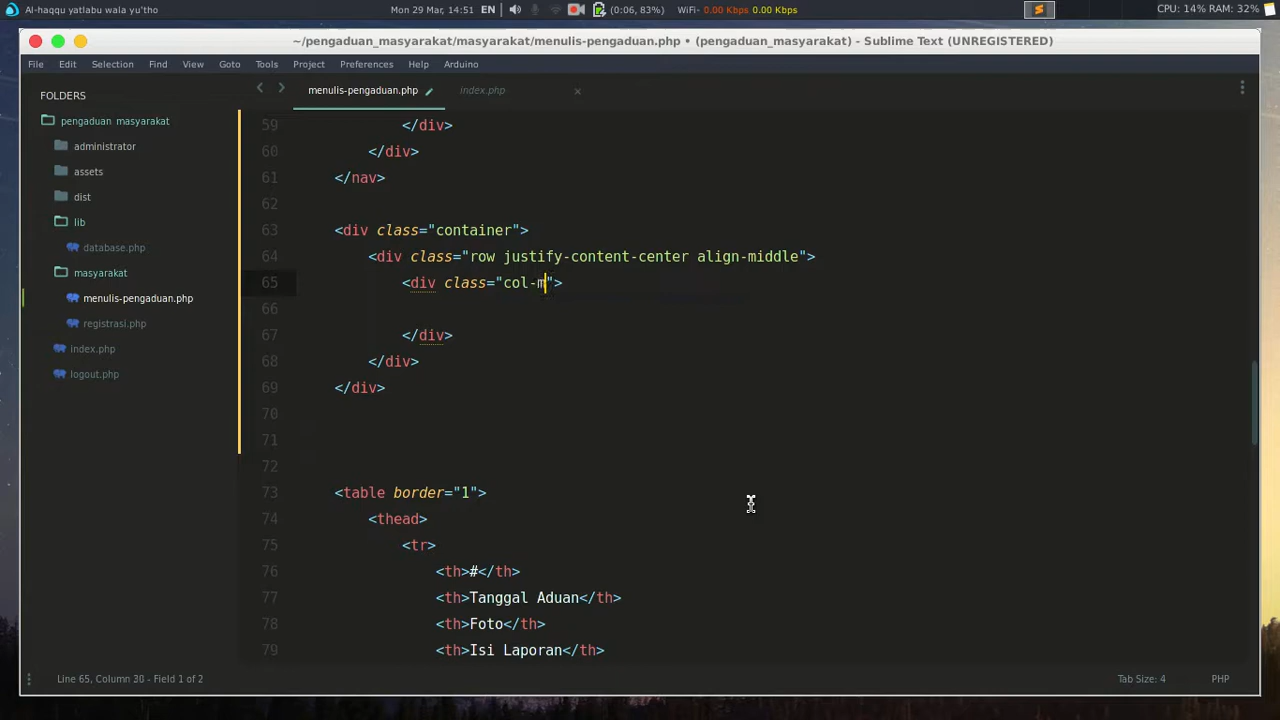 Al-haqqu yatlabu wala yu'tho
Mon 29 Mar, 14:51 EN (0:06, 83%) WiFi- 0.00 Kbps 0.00 Kbps CPU: 14% RAM: 32%
~/pengaduan_masyarakat/masyarakat/menulis-pengaduan.php • (pengaduan_masyarakat) - Sublime Text (UNREGISTERED)
File Edit Selection Find View Goto Tools Project Preferences Help Arduino
FOLDERS
pengaduan masyarakat
administrator
assets
dist
lib
database.php
masyarakat
menulis-pengaduan.php
registrasi.php
index.php
logout.php
menulis-pengaduan.php index.php
59 </div>
60 </div>
61 </nav>
62
63 <div class="container">
64 <div class="row justify-content-center align-middle">
65 <div class="col-m">
66
67 </div>
68 </div>
69 </div>
70
71
72
73 <table border="1">
74 <thead>
75 <tr>
76 <th>#</th>
77 <th>Tanggal Aduan</th>
78 <th>Foto</th>
79 <th>Isi Laporan</th>
Line 65, Column 30 - Field 1 of 2 Tab Size: 4 PHP